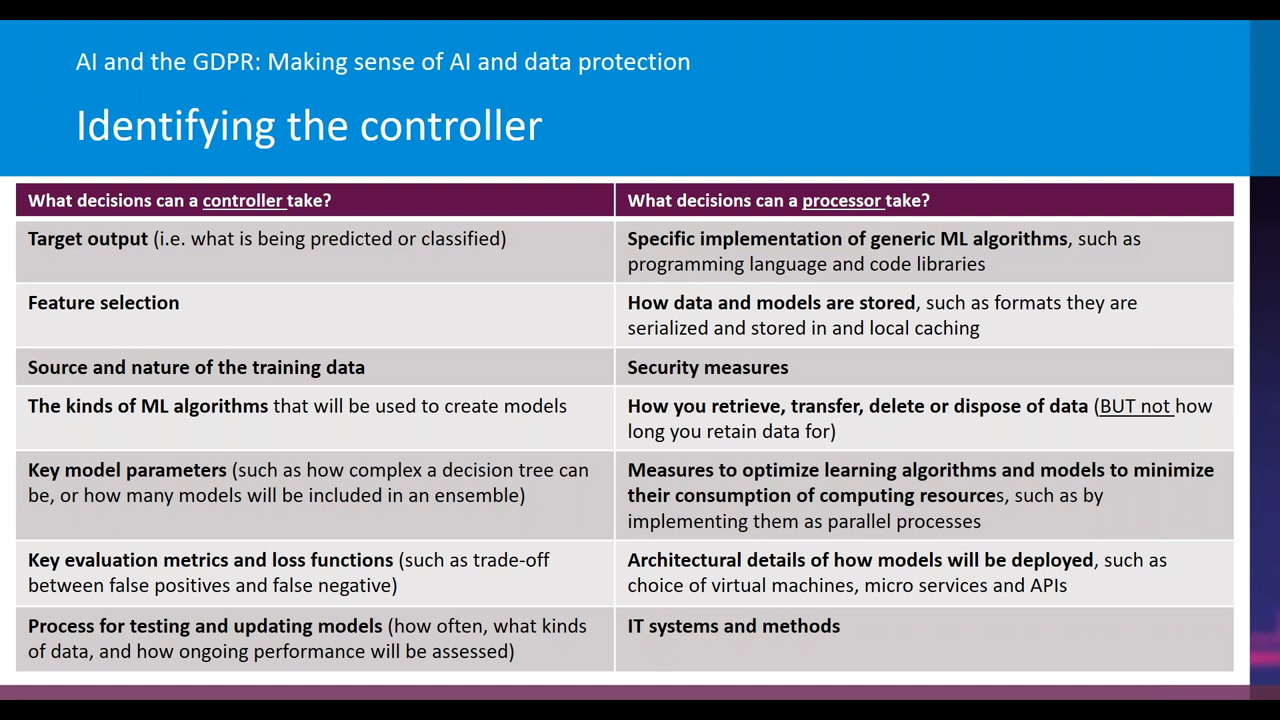 AI and the GDPR: Making sense of AI and data protection
Identifying the controller
What decisions can a controller take?
What decisions can a processor take?
Target output (i.e. what is being predicted or classified)
Specific implementation of generic ML algorithms, such as
programming language and code libraries
Feature selection
How data and models are stored, such as formats they are
serialized and stored in and local caching
Source and nature of the training data
Security measures
The kinds of ML algorithms that will be used to create models
How you retrieve, transfer, delete or dispose of data (BUT not how
long you retain data for)
Key model parameters (such as how complex a decision tree can
be, or how many models will be included in an ensemble)
Measures to optimize learning algorithms and models to minimize
their consumption of computing resources, such as by
implementing them as parallel processes
Key evaluation metrics and loss functions (such as trade-off
between false positives and false negative)
Architectural details of how models will be deployed, such as
choice of virtual machines, micro services and APIs
Process for testing and updating models (how often, what kinds
of data, and how ongoing performance will be assessed)
IT systems and methods